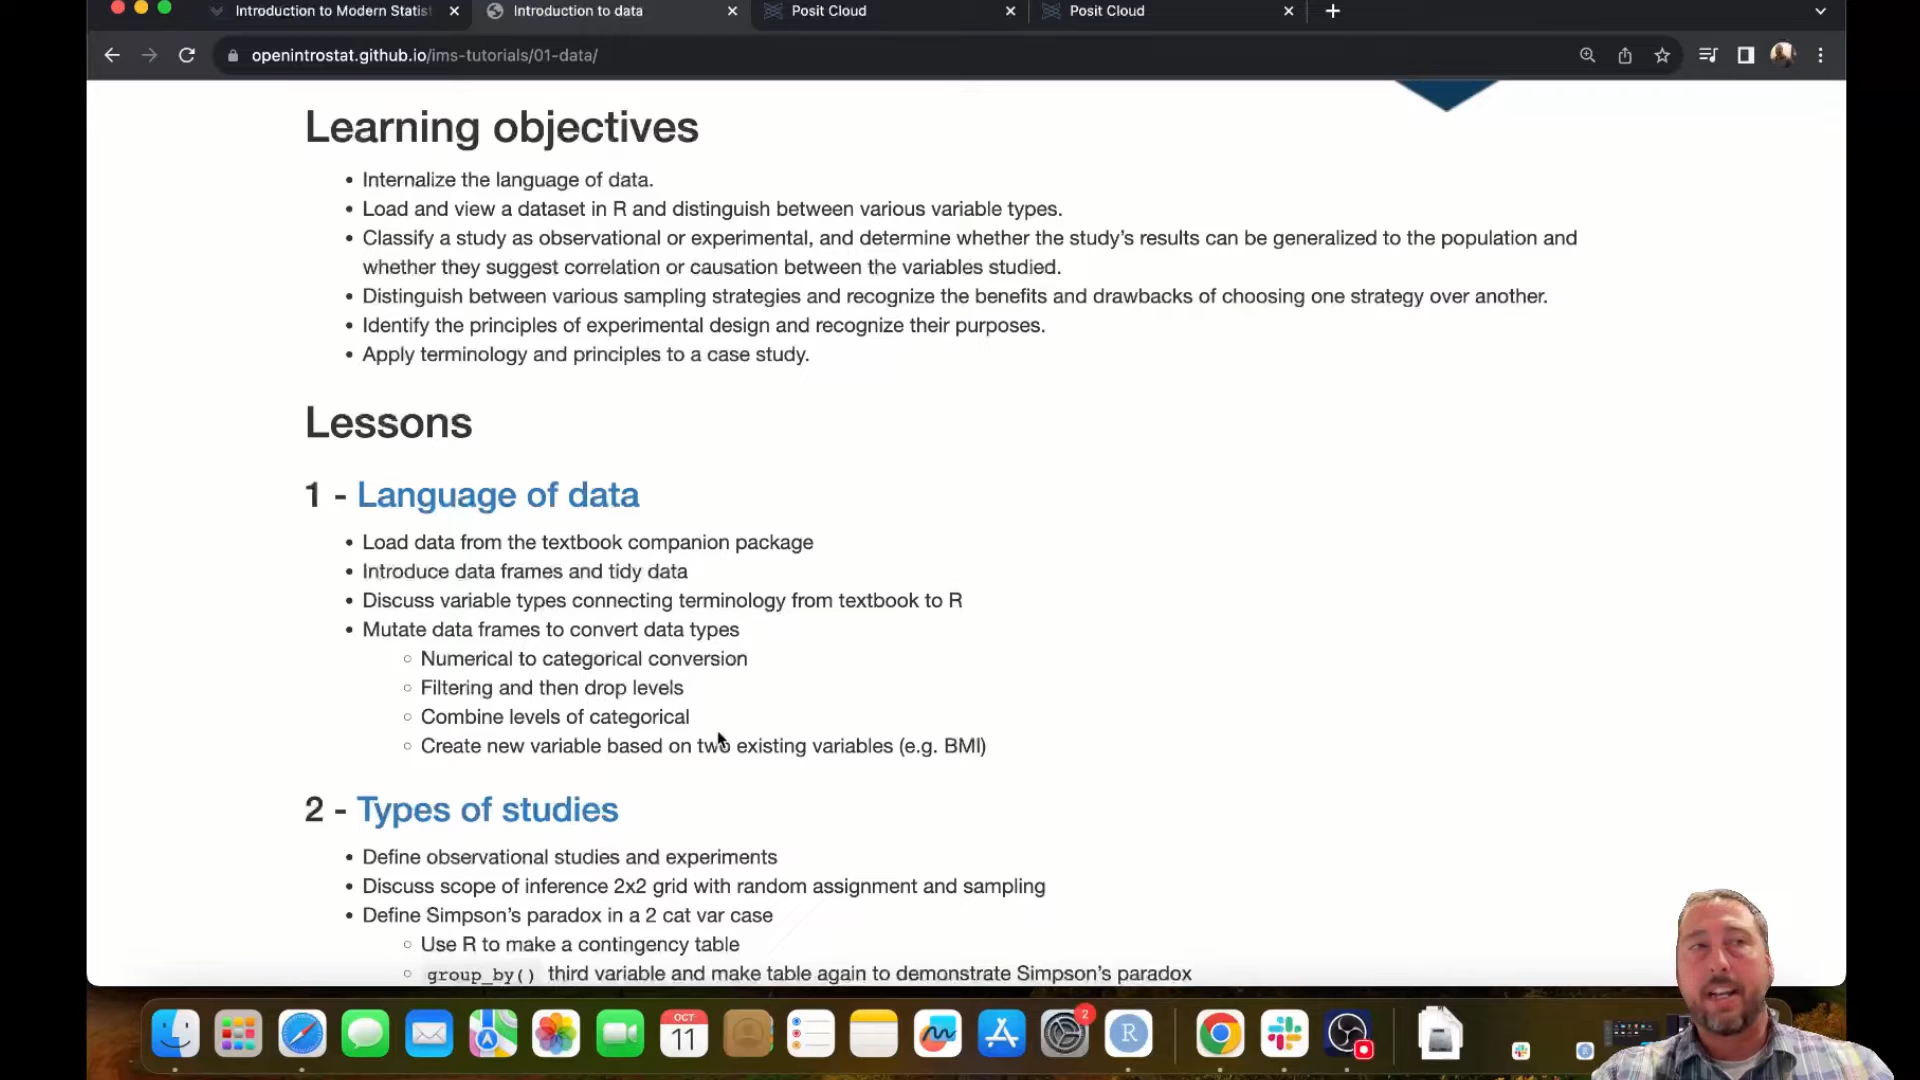 Introduction to Modern Statist
Introduction to data
Posit Cloud
Posit Cloud
openintrostat.github.io/ims-tutorials/01-data/
Learning objectives
• Internalize the language of data.
• Load and view a dataset in R and distinguish between various variable types.
• Classify a study as observational or experimental, and determine whether the study’s results can be generalized to the population and
whether they suggest correlation or causation between the variables studied.
• Distinguish between various sampling strategies and recognize the benefits and drawbacks of choosing one strategy over another.
• Identify the principles of experimental design and recognize their purposes.
• Apply terminology and principles to a case study.
Lessons
1 - Language of data
• Load data from the textbook companion package
• Introduce data frames and tidy data
• Discuss variable types connecting terminology from textbook to R
• Mutate data frames to convert data types
◦ Numerical to categorical conversion
◦ Filtering and then drop levels
◦ Combine levels of categorical
◦ Create new variable based on two existing variables (e.g. BMI)
2 - Types of studies
• Define observational studies and experiments
• Discuss scope of inference 2x2 grid with random assignment and sampling
• Define Simpson’s paradox in a 2 cat var case
◦ Use R to make a contingency table
◦ group_by() third variable and make table again to demonstrate Simpson’s paradox
OCT
11
2
R